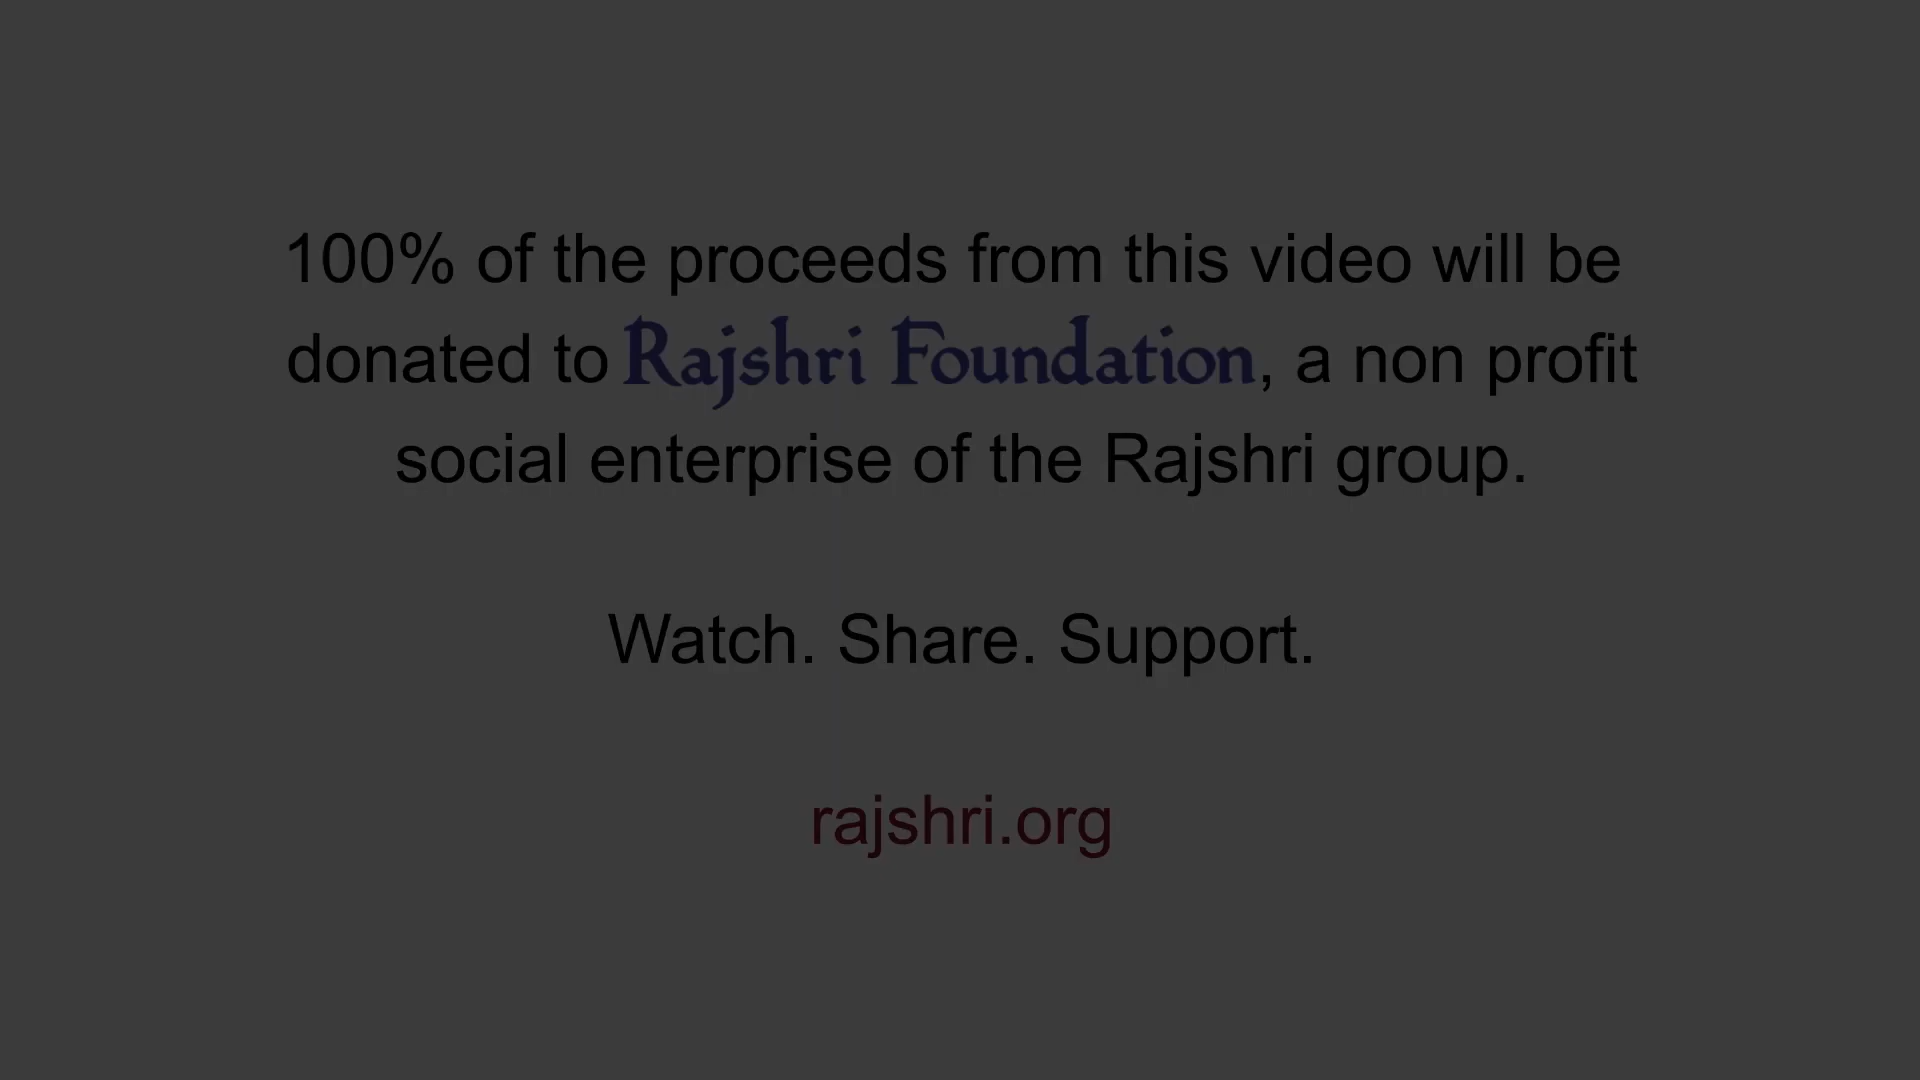 100% of the proceeds from this video will be
donated to Rajshri Foundation, a non profit
social enterprise of the Rajshri group.
Watch. Share. Support.
rajshri.org